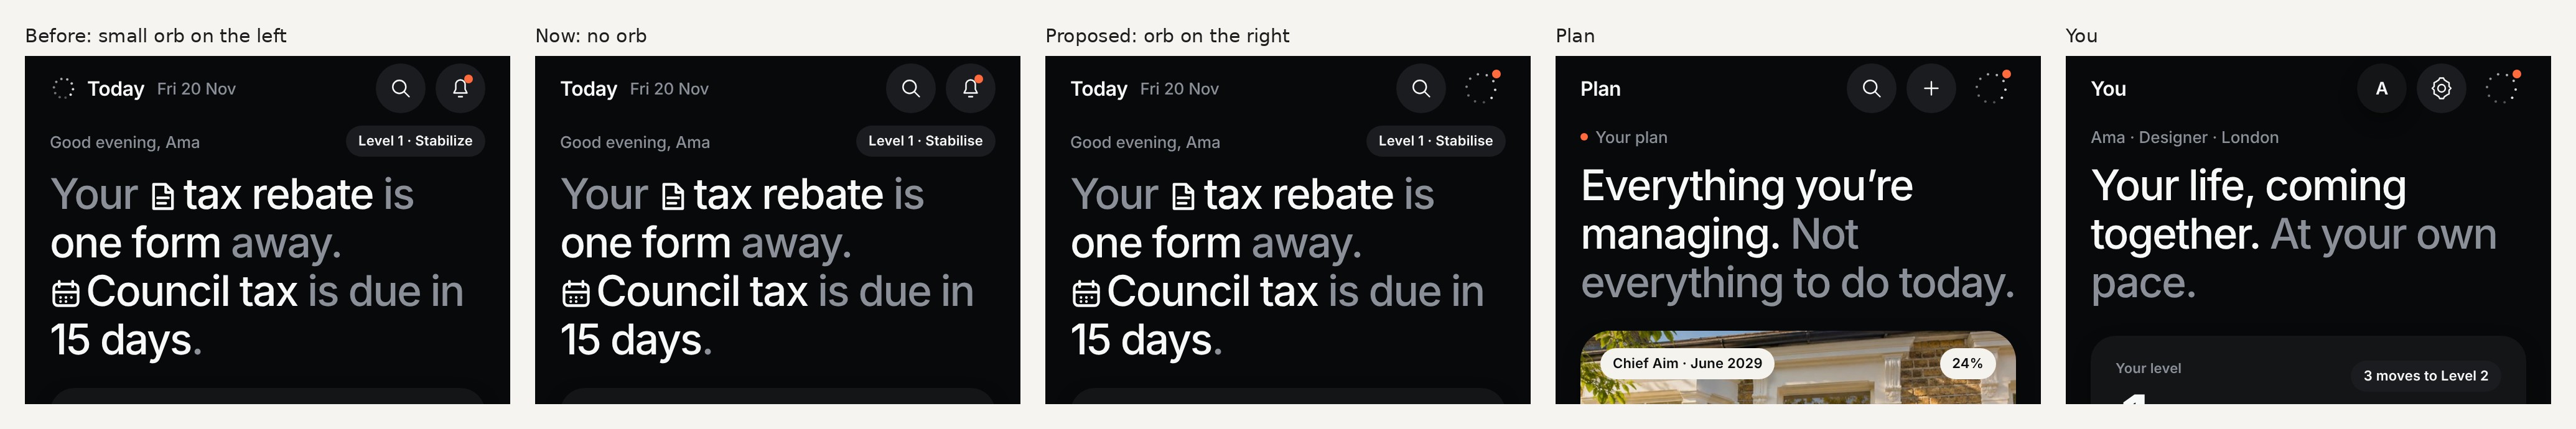 Before: small orb on the left
Today Fri 20 Nov
Good evening, Ama
Level 1 · Stabilize
Your tax rebate is
one form away.
Council tax is due in
15 days.
Now: no orb
Today Fri 20 Nov
Good evening, Ama
Level 1 · Stabilise
Your tax rebate is
one form away.
Council tax is due in
15 days.
Proposed: orb on the right
Today Fri 20 Nov
Good evening, Ama
Level 1 · Stabilise
Your tax rebate is
one form away.
Council tax is due in
15 days.
Plan
Plan
Your plan
Everything you’re
managing. Not
everything to do today.
Chief Aim · June 2029
24%
You
You
A
Ama · Designer · London
Your life, coming
together. At your own
pace.
Your level
3 moves to Level 2